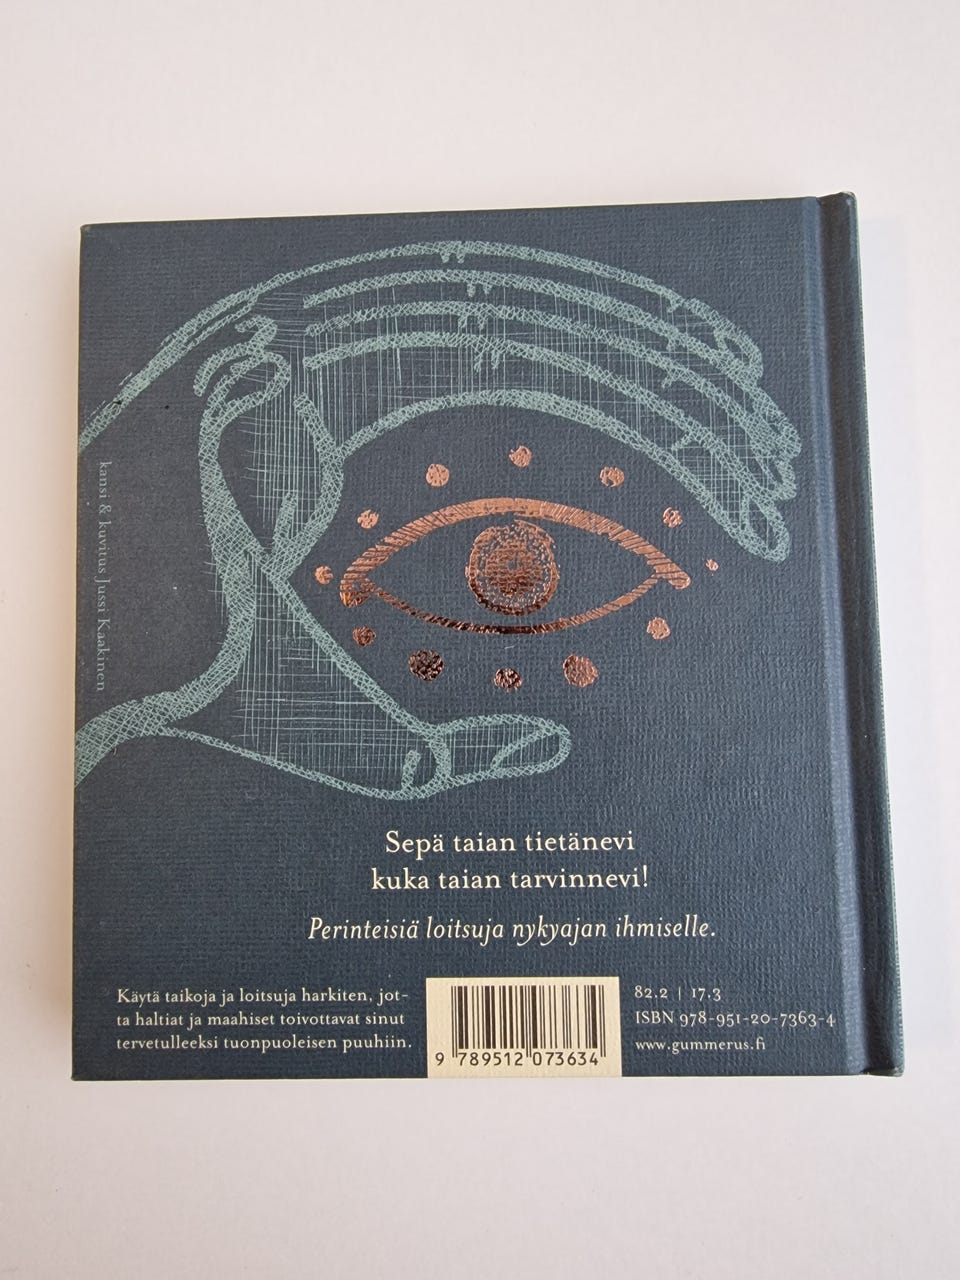 kansi & kuvitus Jussi Kaakinen
Sepä taian tietänevi
kuka taian tarvinnevi!
Perinteisiä loitsuja nykyajan ihmiselle.
Käytä taikoja ja loitsuja harkiten, jot-
ta haltiat ja maahiset toivottavat sinut
tervetulleeksi tuonpuoleisen puuhiin.
9 789512 073634
82.2 | 17.3
ISBN 978-951-20-7363-4
www.gummerus.fi